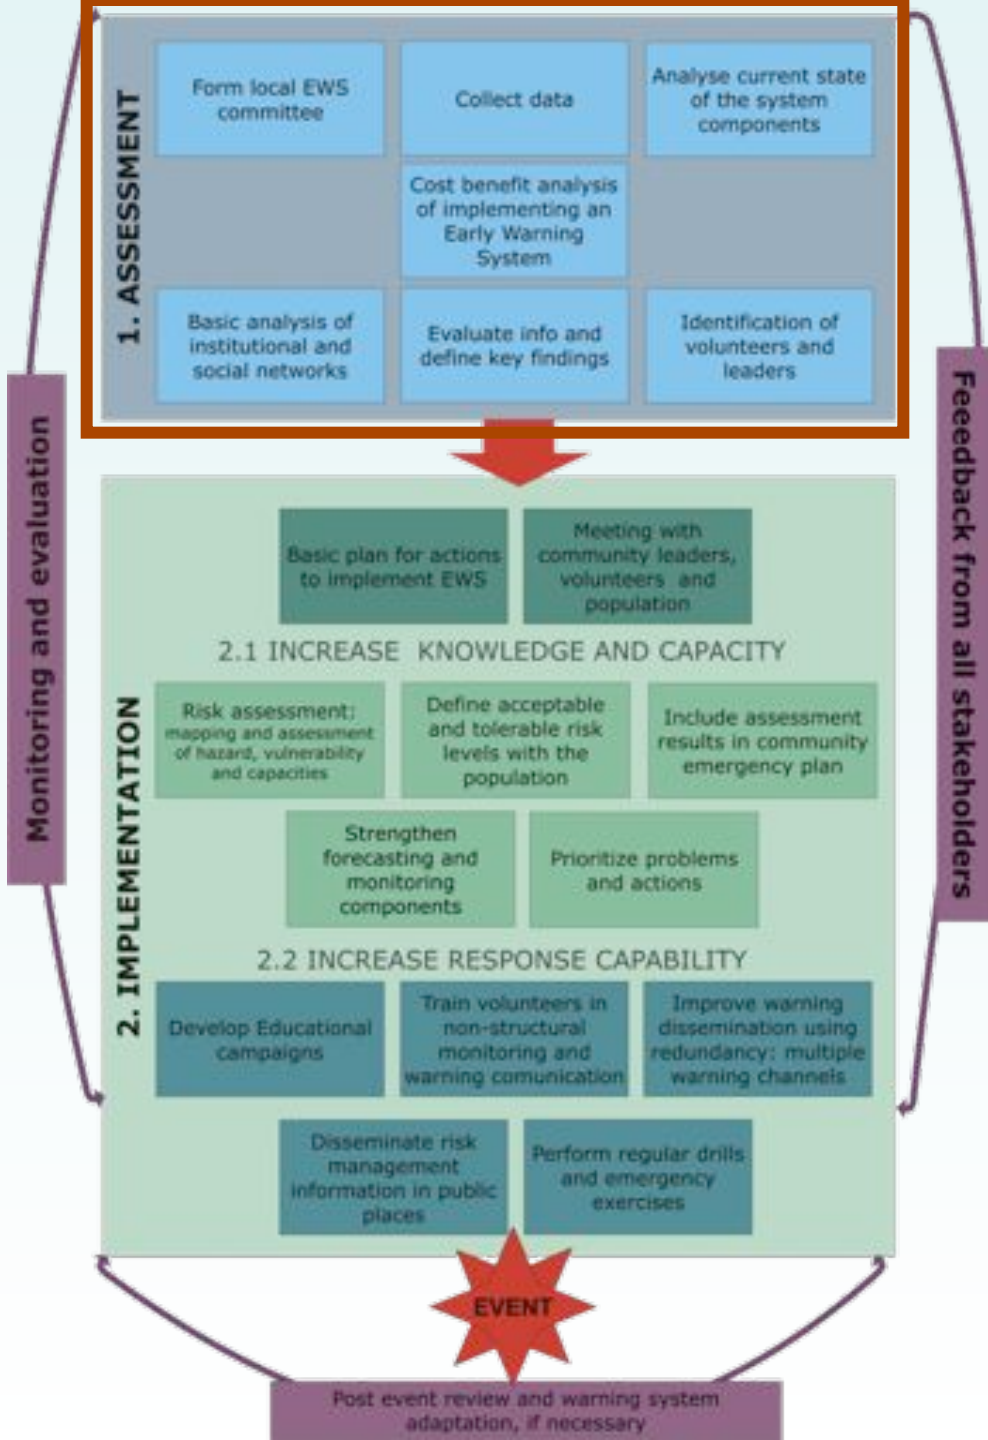 1. ASSESSMENT
Form local EWS
committee
Collect data
Analyse current state
of the system
components
Cost benefit analysis
of implementing an
Early Warning
System
Basic analysis of
institutional and
social networks
Evaluate info and
define key findings
Identification of
volunteers and
leaders
Monitoring and evaluation
Feeedback from all stakeholders
2. IMPLEMENTATION
Basic plan for actions
to implement EWS
Meeting with
community leaders,
volunteers and
population
2.1 INCREASE KNOWLEDGE AND CAPACITY
Risk assessment:
mapping and assessment
of hazard, vulnerability
and capacities
Define acceptable
and tolerable risk
levels with the
population
Include assessment
results in community
emergency plan
Strengthen
forecasting and
monitoring
components
Prioritize problems
and actions
2.2 INCREASE RESPONSE CAPABILITY
Develop Educational
campaigns
Train volunteers in
non-structural
monitoring and
warning comunication
Improve warning
dissemination using
redundancy: multiple
warning channels
Disseminate risk
management
information in public
places
Perform regular drills
and emergency
exercises
EVENT
Post event review and warning system
adaptation, if necessary